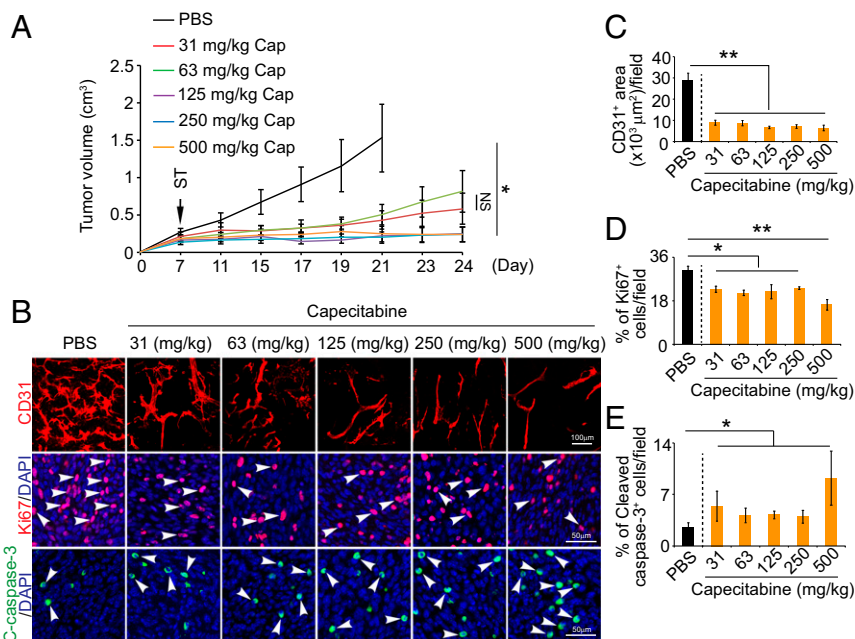 A
PBS
31 mg/kg Cap
63 mg/kg Cap
125 mg/kg Cap
250 mg/kg Cap
500 mg/kg Cap
Tumor volume (cm³)
2.5
2
1.5
1
0.5
0
ST
NS
*
0 7 11 15 17 19 21 23 24 (Day)
B
Capecitabine
PBS 31 (mg/kg) 63 (mg/kg) 125 (mg/kg) 250 (mg/kg) 500 (mg/kg)
CD31
100μm
Ki67/DAPI
50μm
C-caspase-3
/DAPI
50μm
C
CD31⁺ area
(x10³ μm²)/field
40
30
20
10
0
**
PBS 31 63 125 250 500
Capecitabine (mg/kg)
D
% of Ki67⁺
cells/field
36
18
0
**
*
PBS 31 63 125 250 500
Capecitabine (mg/kg)
E
% of Cleaved
caspase-3⁺ cells/field
14
7
0
*
PBS 31 63 125 250 500
Capecitabine (mg/kg)